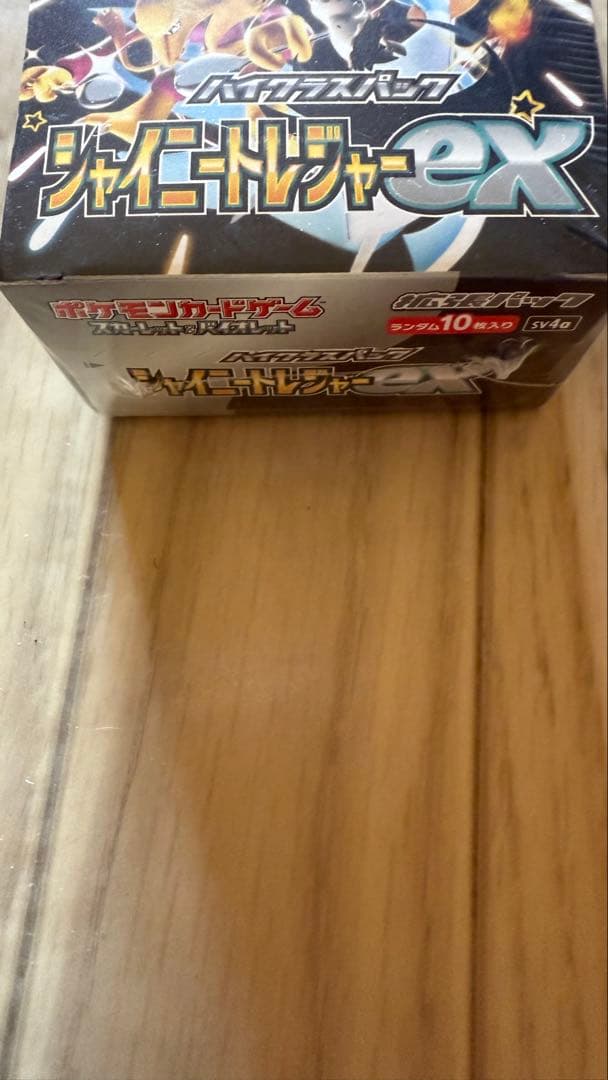 ハイクラスパック
シャイニートレジャーex
ポケモンカードゲーム 拡張パック
スカーレット&バイオレット ランダム10枚入り sv4a
ハイクラスパック
シャイニートレジャーex